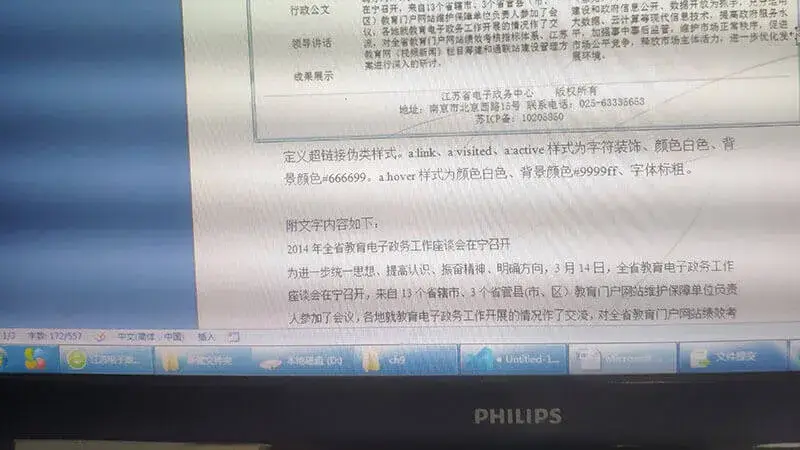 行政公文
在宁召开，来自13个省辖市、3个省管县(市、
区）教育门户网站维护保障单位负责人参加了会
议，各地就教育电子政务工作开展的情况作了交
流，对全省教育门户网站绩效考核指标体系、江苏
教育网《视频新闻》栏目筹建和通联站建设管理方
案进行深入的研讨。
领导讲话
成果展示
建设和政府信息公开、数据开放为抓手，充分运用
大数据、云计算等现代信息技术，提高政府服务水
平，加强事中事后监管，维护市场正常秩序，促进
市场公平竞争，释放市场主体活力，进一步优化发
展环境。
江苏省电子政务中心 版权所有
地址：南京市北京西路15号 联系电话：025-63335653
苏ICP备：10205850
定义超链接伪类样式。a:link、a:visited、a:active 样式为字符装饰、颜色白色、背
景颜色#666699。a:hover 样式为颜色白色、背景颜色#9999ff、字体标粗。
附文字内容如下：
2014 年全省教育电子政务工作座谈会在宁召开
为进一步统一思想、提高认识、振奋精神、明确方向，3 月 14 日，全省教育电子政务工作
座谈会在宁召开，来自 13 个省辖市、3 个省管县(市、区）教育门户网站维护保障单位负责
人参加了会议，各地就教育电子政务工作开展的情况作了交流，对全省教育门户网站绩效考
1/3 字数: 172/557 中文(简体，中国) 插入
江苏电子政... 新建文件夹 本地磁盘 (D:) ch9 Untitled-1... Microsoft... 文件提交
PHILIPS